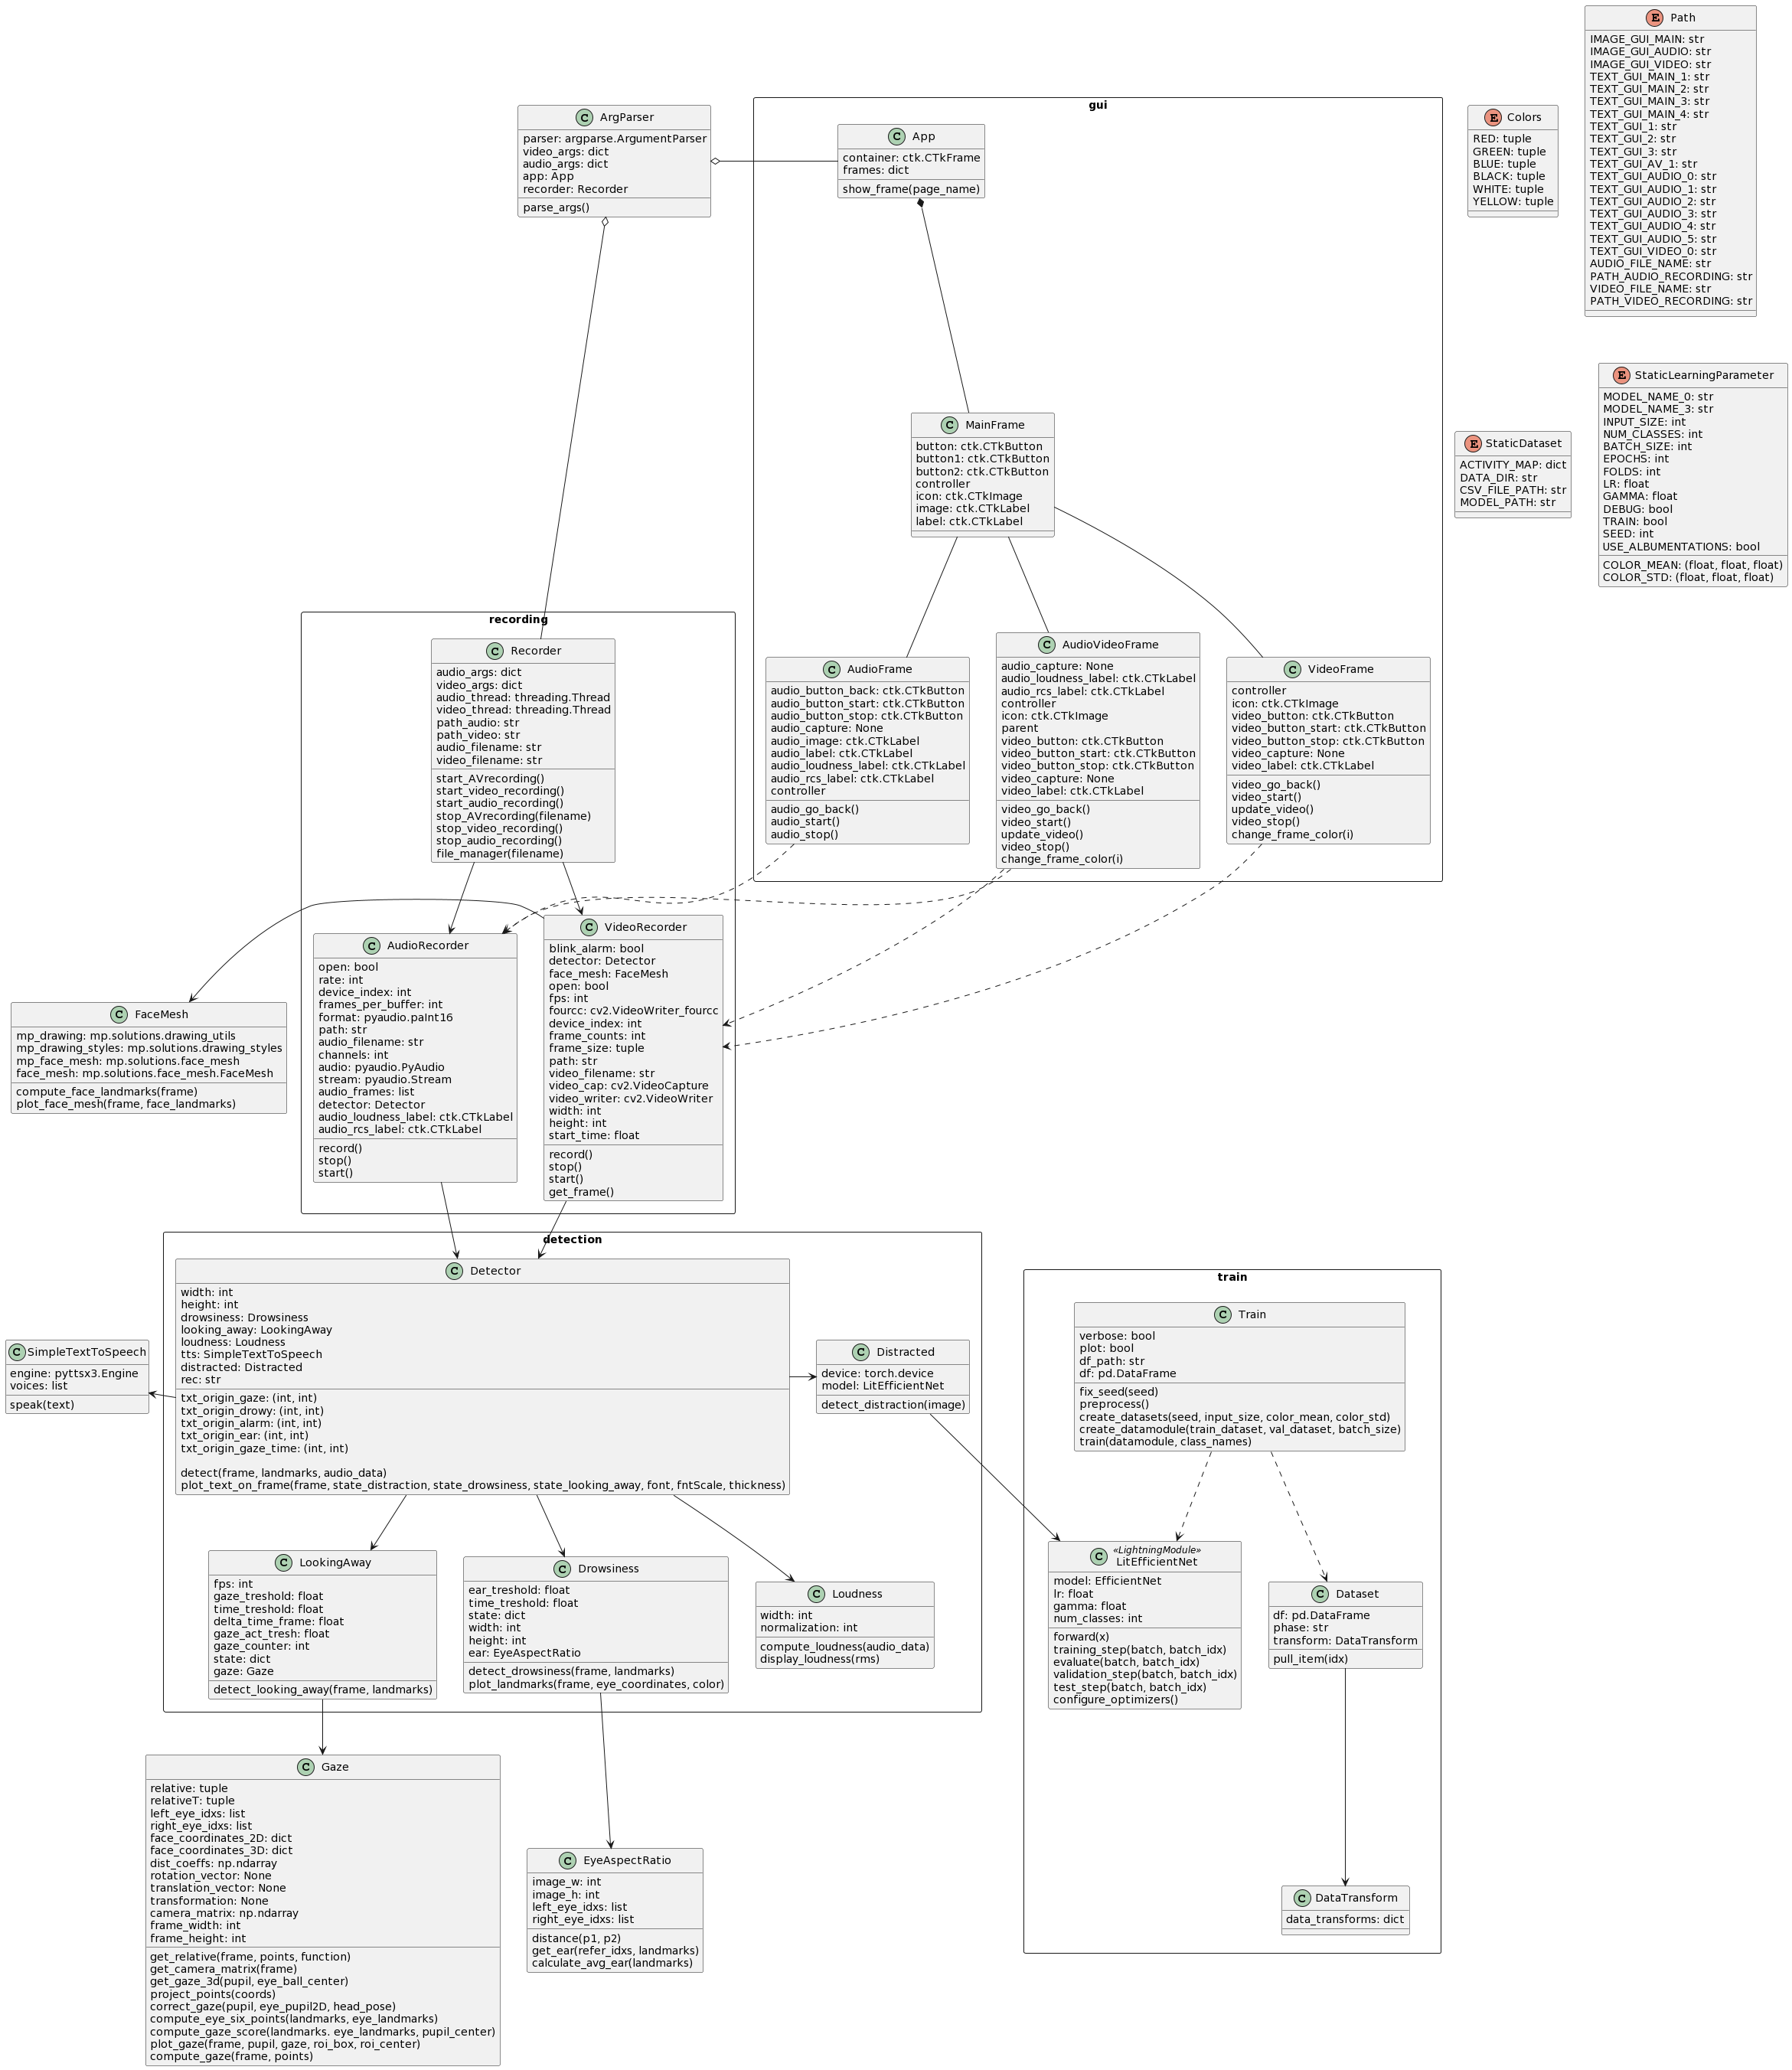 E Path
IMAGE_GUI_MAIN: str
IMAGE_GUI_AUDIO: str
IMAGE_GUI_VIDEO: str
TEXT_GUI_MAIN_1: str
TEXT_GUI_MAIN_2: str
TEXT_GUI_MAIN_3: str
TEXT_GUI_MAIN_4: str
TEXT_GUI_1: str
TEXT_GUI_2: str
TEXT_GUI_3: str
TEXT_GUI_AV_1: str
TEXT_GUI_AUDIO_0: str
TEXT_GUI_AUDIO_1: str
TEXT_GUI_AUDIO_2: str
TEXT_GUI_AUDIO_3: str
TEXT_GUI_AUDIO_4: str
TEXT_GUI_AUDIO_5: str
TEXT_GUI_VIDEO_0: str
AUDIO_FILE_NAME: str
PATH_AUDIO_RECORDING: str
VIDEO_FILE_NAME: str
PATH_VIDEO_RECORDING: str
C ArgParser
parser: argparse.ArgumentParser
video_args: dict
audio_args: dict
app: App
recorder: Recorder
parse_args()
gui
C App
container: ctk.CTkFrame
frames: dict
show_frame(page_name)
E Colors
RED: tuple
GREEN: tuple
BLUE: tuple
BLACK: tuple
WHITE: tuple
YELLOW: tuple
C MainFrame
button: ctk.CTkButton
button1: ctk.CTkButton
button2: ctk.CTkButton
controller
icon: ctk.CTkImage
image: ctk.CTkLabel
label: ctk.CTkLabel
E StaticDataset
ACTIVITY_MAP: dict
DATA_DIR: str
CSV_FILE_PATH: str
MODEL_PATH: str
E StaticLearningParameter
MODEL_NAME_0: str
MODEL_NAME_3: str
INPUT_SIZE: int
NUM_CLASSES: int
BATCH_SIZE: int
EPOCHS: int
FOLDS: int
LR: float
GAMMA: float
DEBUG: bool
TRAIN: bool
SEED: int
USE_ALBUMENTATIONS: bool
COLOR_MEAN: (float, float, float)
COLOR_STD: (float, float, float)
recording
C Recorder
audio_args: dict
video_args: dict
audio_thread: threading.Thread
video_thread: threading.Thread
path_audio: str
path_video: str
audio_filename: str
video_filename: str
start_AVrecording()
start_video_recording()
start_audio_recording()
stop_AVrecording(filename)
stop_video_recording()
stop_audio_recording()
file_manager(filename)
C AudioFrame
audio_button_back: ctk.CTkButton
audio_button_start: ctk.CTkButton
audio_button_stop: ctk.CTkButton
audio_capture: None
audio_image: ctk.CTkLabel
audio_label: ctk.CTkLabel
audio_loudness_label: ctk.CTkLabel
audio_rcs_label: ctk.CTkLabel
controller
audio_go_back()
audio_start()
audio_stop()
C AudioVideoFrame
audio_capture: None
audio_loudness_label: ctk.CTkLabel
audio_rcs_label: ctk.CTkLabel
controller
icon: ctk.CTkImage
parent
video_button: ctk.CTkButton
video_button_start: ctk.CTkButton
video_button_stop: ctk.CTkButton
video_capture: None
video_label: ctk.CTkLabel
video_go_back()
video_start()
update_video()
video_stop()
change_frame_color(i)
C VideoFrame
controller
icon: ctk.CTkImage
video_button: ctk.CTkButton
video_button_start: ctk.CTkButton
video_button_stop: ctk.CTkButton
video_capture: None
video_label: ctk.CTkLabel
video_go_back()
video_start()
update_video()
video_stop()
change_frame_color(i)
C FaceMesh
mp_drawing: mp.solutions.drawing_utils
mp_drawing_styles: mp.solutions.drawing_styles
mp_face_mesh: mp.solutions.face_mesh
face_mesh: mp.solutions.face_mesh.FaceMesh
compute_face_landmarks(frame)
plot_face_mesh(frame, face_landmarks)
C AudioRecorder
open: bool
rate: int
device_index: int
frames_per_buffer: int
format: pyaudio.paInt16
path: str
audio_filename: str
channels: int
audio: pyaudio.PyAudio
stream: pyaudio.Stream
audio_frames: list
detector: Detector
audio_loudness_label: ctk.CTkLabel
audio_rcs_label: ctk.CTkLabel
record()
stop()
start()
C VideoRecorder
blink_alarm: bool
detector: Detector
face_mesh: FaceMesh
open: bool
fps: int
fourcc: cv2.VideoWriter_fourcc
device_index: int
frame_counts: int
frame_size: tuple
path: str
video_filename: str
video_cap: cv2.VideoCapture
video_writer: cv2.VideoWriter
width: int
height: int
start_time: float
record()
stop()
start()
get_frame()
detection
C Detector
width: int
height: int
drowsiness: Drowsiness
looking_away: LookingAway
loudness: Loudness
tts: SimpleTextToSpeech
distracted: Distracted
rec: str
txt_origin_gaze: (int, int)
txt_origin_drowy: (int, int)
txt_origin_alarm: (int, int)
txt_origin_ear: (int, int)
txt_origin_gaze_time: (int, int)
detect(frame, landmarks, audio_data)
plot_text_on_frame(frame, state_distraction, state_drowsiness, state_looking_away, font, fntScale, thickness)
C SimpleTextToSpeech
engine: pyttsx3.Engine
voices: list
speak(text)
C Distracted
device: torch.device
model: LitEfficientNet
detect_distraction(image)
train
C Train
verbose: bool
plot: bool
df_path: str
df: pd.DataFrame
fix_seed(seed)
preprocess()
create_datasets(seed, input_size, color_mean, color_std)
create_datamodule(train_dataset, val_dataset, batch_size)
train(datamodule, class_names)
C LookingAway
fps: int
gaze_treshold: float
time_treshold: float
delta_time_frame: float
gaze_act_tresh: float
gaze_counter: int
state: dict
gaze: Gaze
detect_looking_away(frame, landmarks)
C Drowsiness
ear_treshold: float
time_treshold: float
state: dict
width: int
height: int
ear: EyeAspectRatio
detect_drowsiness(frame, landmarks)
plot_landmarks(frame, eye_coordinates, color)
C Loudness
width: int
normalization: int
compute_loudness(audio_data)
display_loudness(rms)
«LightningModule»
C LitEfficientNet
model: EfficientNet
lr: float
gamma: float
num_classes: int
forward(x)
training_step(batch, batch_idx)
evaluate(batch, batch_idx)
validation_step(batch, batch_idx)
test_step(batch, batch_idx)
configure_optimizers()
C Dataset
df: pd.DataFrame
phase: str
transform: DataTransform
pull_item(idx)
C Gaze
relative: tuple
relativeT: tuple
left_eye_idxs: list
right_eye_idxs: list
face_coordinates_2D: dict
face_coordinates_3D: dict
dist_coeffs: np.ndarray
rotation_vector: None
translation_vector: None
transformation: None
camera_matrix: np.ndarray
frame_width: int
frame_height: int
get_relative(frame, points, function)
get_camera_matrix(frame)
get_gaze_3d(pupil, eye_ball_center)
project_points(coords)
correct_gaze(pupil, eye_pupil2D, head_pose)
compute_eye_six_points(landmarks, eye_landmarks)
compute_gaze_score(landmarks. eye_landmarks, pupil_center)
plot_gaze(frame, pupil, gaze, roi_box, roi_center)
compute_gaze(frame, points)
C EyeAspectRatio
image_w: int
image_h: int
left_eye_idxs: list
right_eye_idxs: list
distance(p1, p2)
get_ear(refer_idxs, landmarks)
calculate_avg_ear(landmarks)
C DataTransform
data_transforms: dict